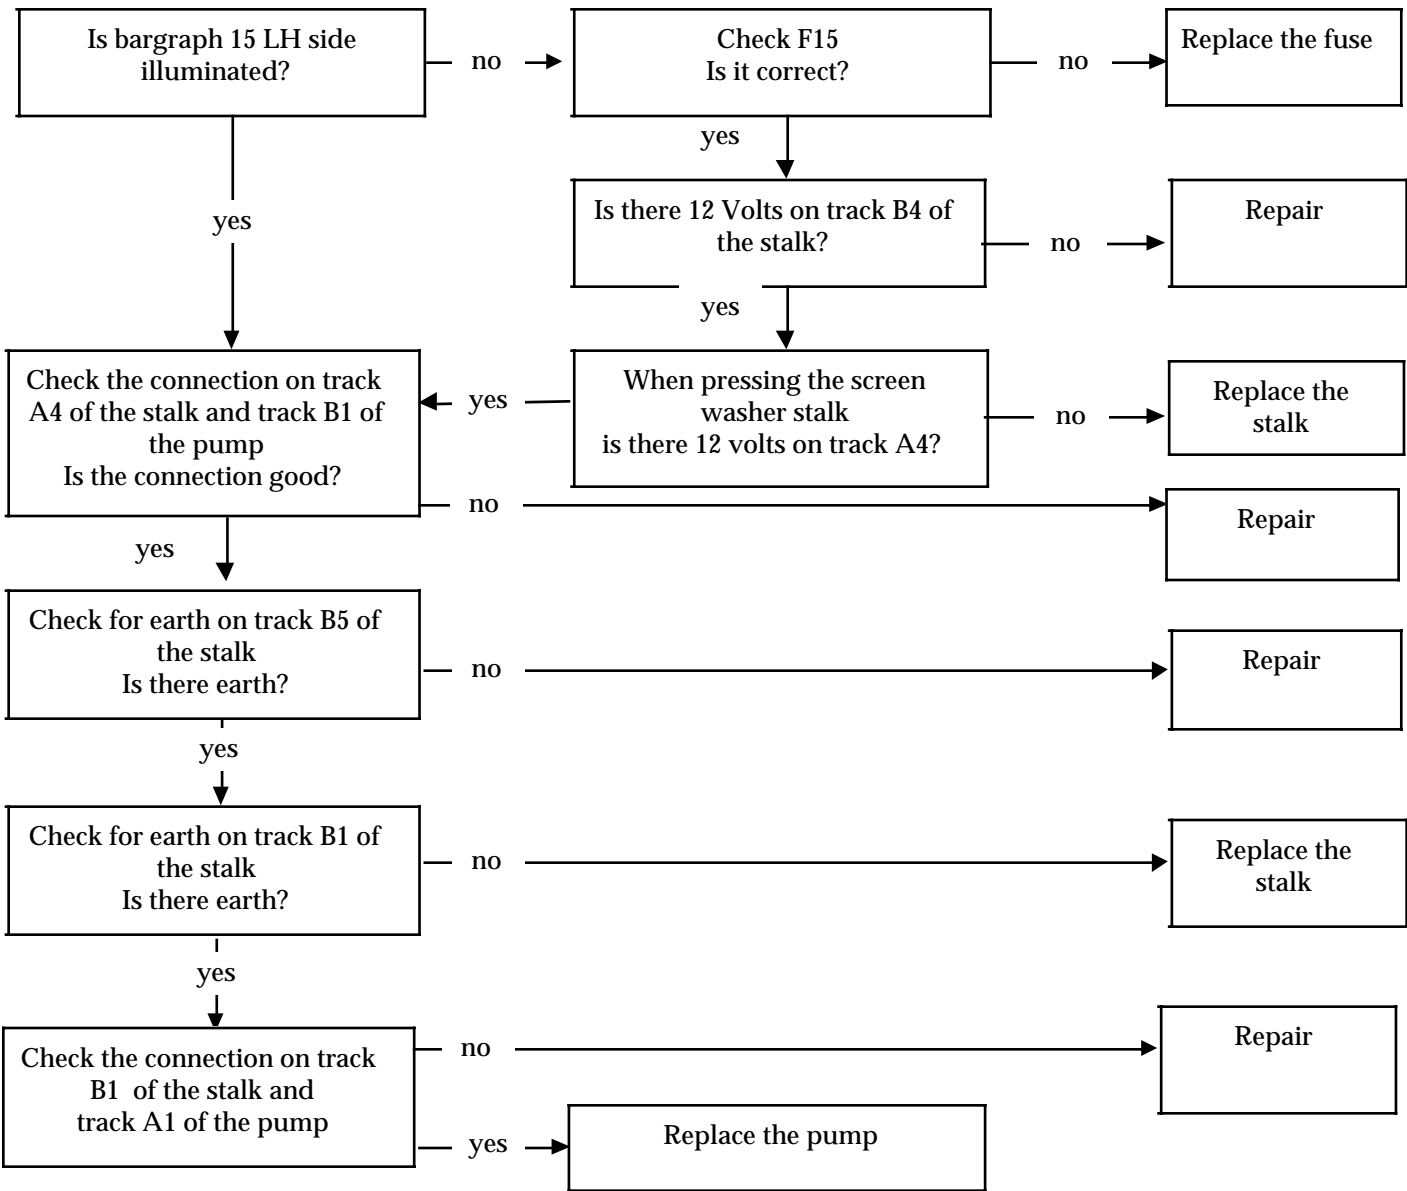 Is bargraph 15 LH side
illuminated?
no
Check F15
Is it correct?
no
Replace the fuse
yes
yes
Is there 12 Volts on track B4 of
the stalk?
no
Repair
yes
Check the connection on track
A4 of the stalk and track B1 of
the pump
Is the connection good?
yes
When pressing the screen
washer stalk
is there 12 volts on track A4?
no
Replace the
stalk
no
Repair
yes
Check for earth on track B5 of
the stalk
Is there earth?
no
Repair
yes
Check for earth on track B1 of
the stalk
Is there earth?
no
Replace the
stalk
yes
Check the connection on track
B1 of the stalk and
track A1 of the pump
no
Repair
yes
Replace the pump